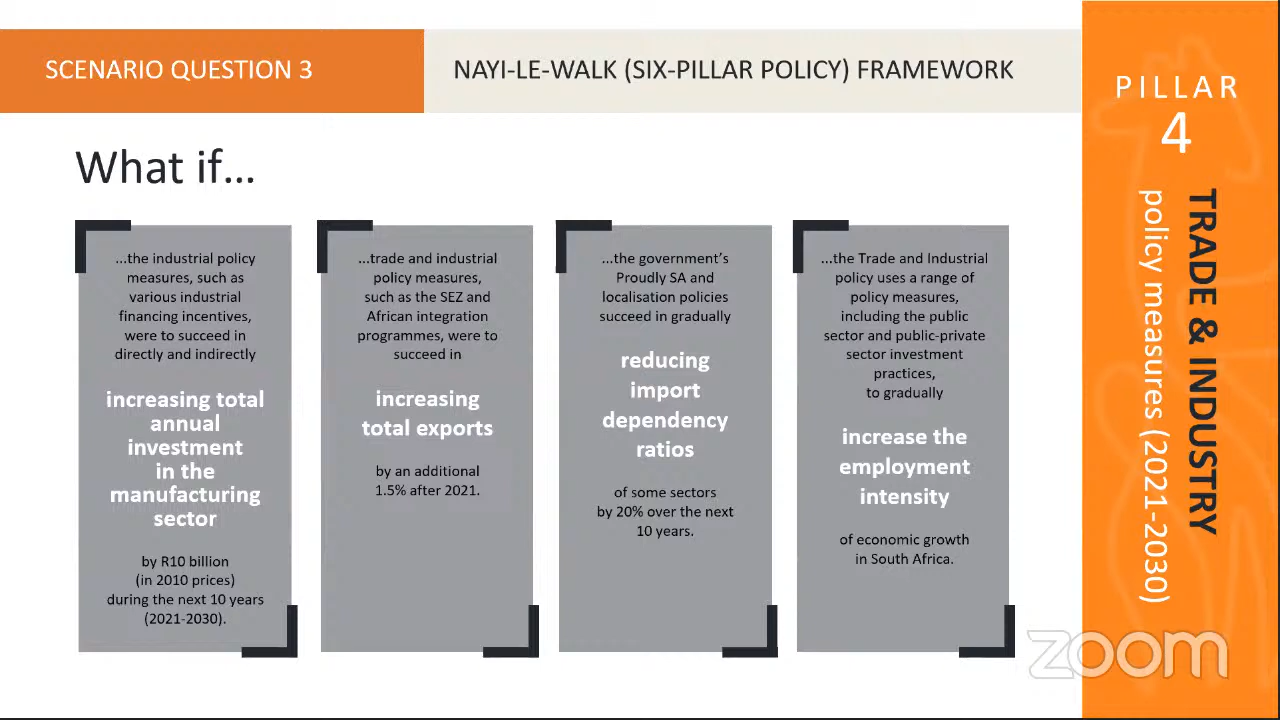 SCENARIO QUESTION 3
NAYI-LE-WALK (SIX-PILLAR POLICY) FRAMEWORK
What if...
...the industrial policy
measures, such as
various industrial
financing incentives,
were to succeed in
directly and indirectly
increasing total
annual
investment
in the
manufacturing
sector
by R10 billion
(in 2010 prices)
during the next 10 years
(2021-2030).
...trade and industrial
policy measures,
such as the SEZ and
African integration
programmes, were to
succeed in
increasing
total exports
by an additional
1.5% after 2021.
...the government's
Proudly SA and
localisation policies
succeed in gradually
reducing
import
dependency
ratios
of some sectors
by 20% over the next
10 years.
...the Trade and Industrial
policy uses a range of
policy measures,
including the public
sector and public-private
sector investment
practices,
to gradually
increase the
employment
intensity
of economic growth
in South Africa.
PILLAR
4
TRADE & INDUSTRY
policy measures (2021-2030)
zoom